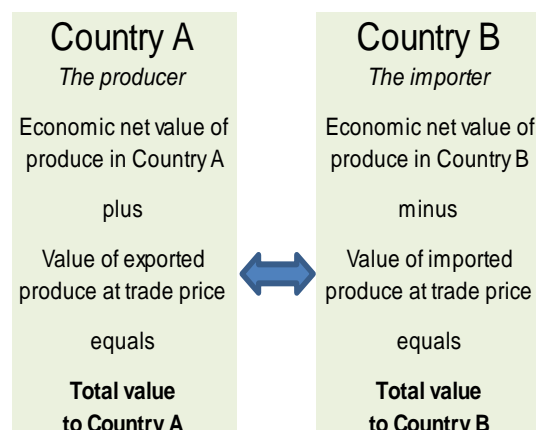 Country A
The producer
Economic net value of
produce in Country A
plus
Value of exported
produce at trade price
equals
Total value
to Country A
Country B
The importer
Economic net value of
produce in Country B
minus
Value of imported
produce at trade price
equals
Total value
to Country B